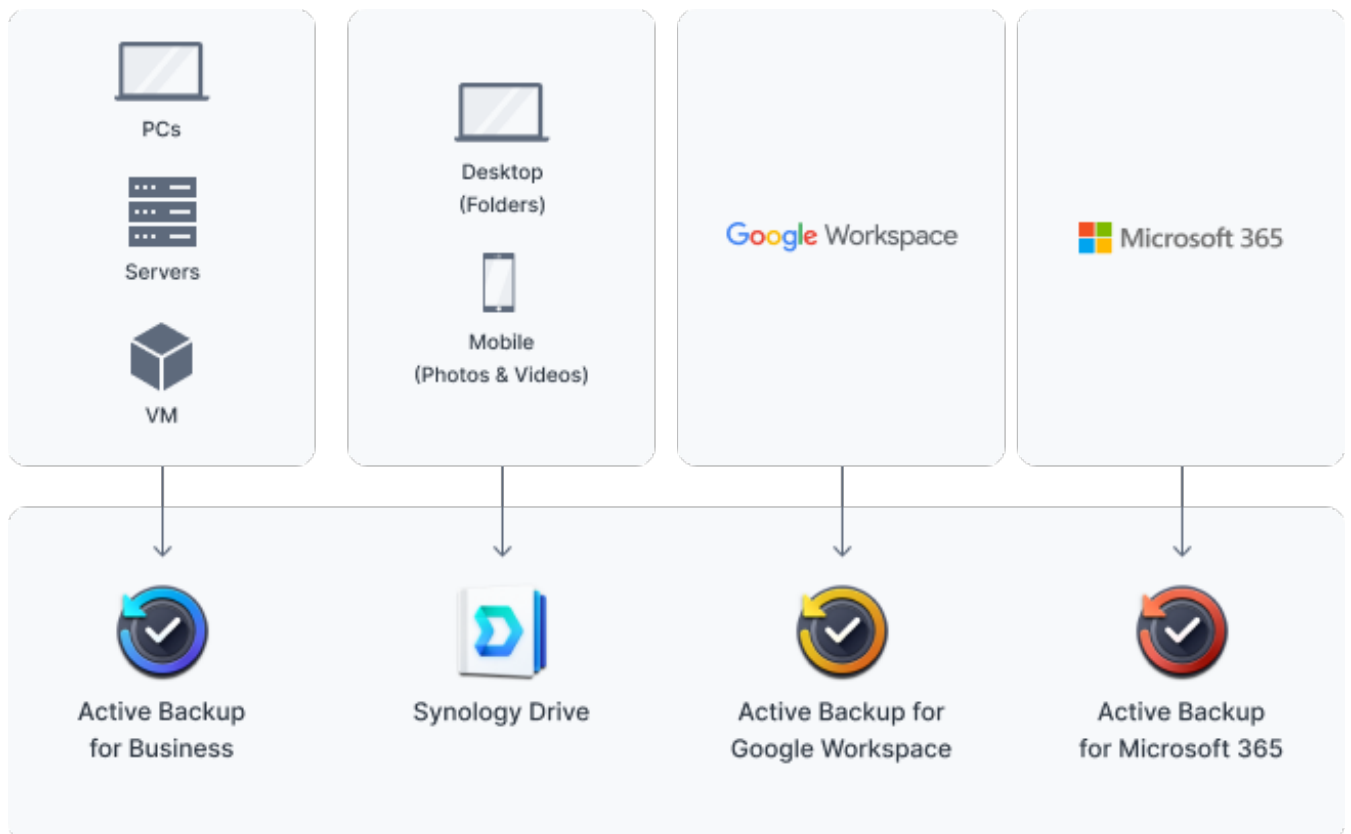 PCs
Servers
VM
Desktop
(Folders)
Mobile
(Photos & Videos)
Google Workspace
Microsoft 365
Active Backup
for Business
Synology Drive
Active Backup for
Google Workspace
Active Backup
for Microsoft 365